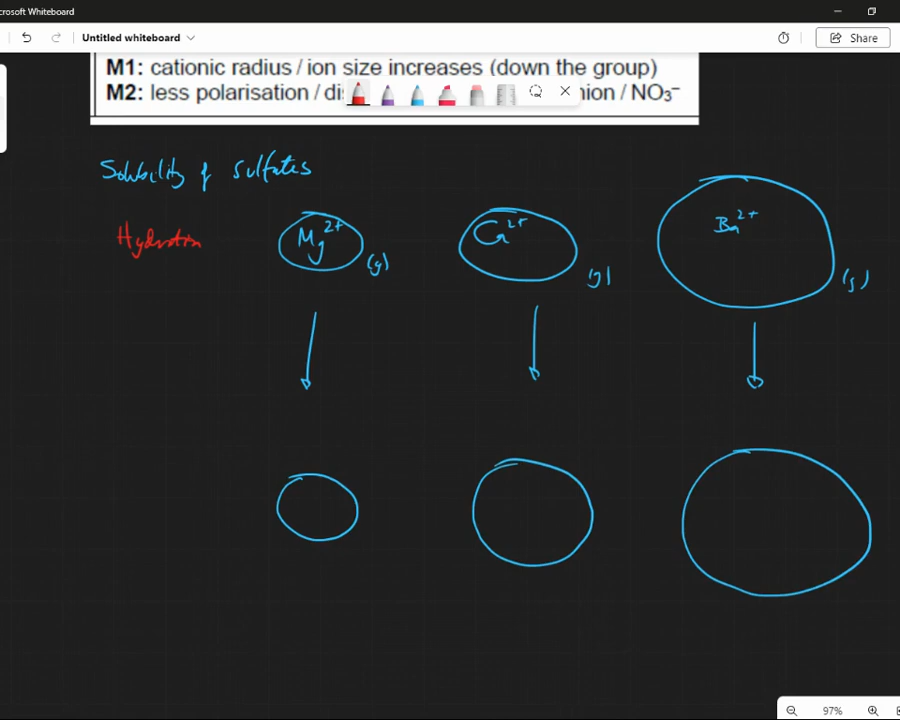 crosoft Whiteboard
Untitled whiteboard
Share
M1: cationic radius / ion size increases (down the group)
M2: less polarisation / di nion / NO₃⁻
Solubility of sulfates
Hydration
Mg²⁺ (g)
Ca²⁺ (g)
Ba²⁺ (g)
97%